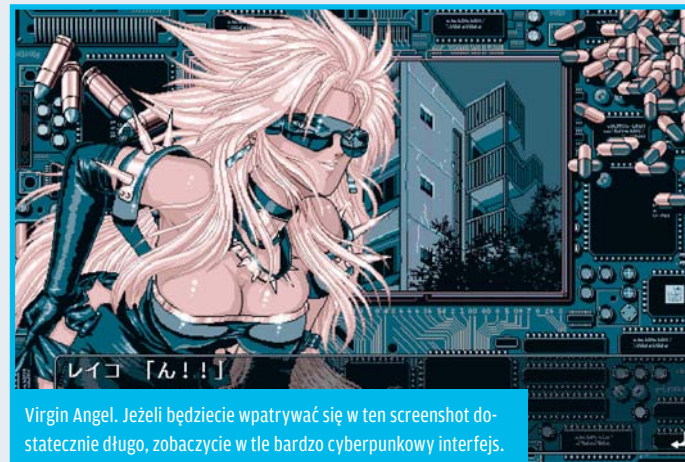 レイコ 「ん！！」
Virgin Angel. Jeżeli będziecie wpatrywać się w ten screenshot do-
statecznie długo, zobaczycie w tle bardzo cyberpunkowy interfejs.